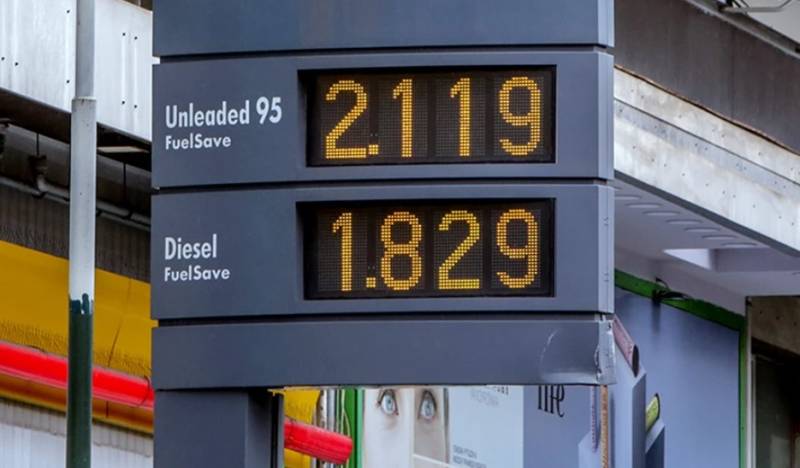 Unleaded 95
FuelSave
2.119
Diesel
FuelSave
1.829